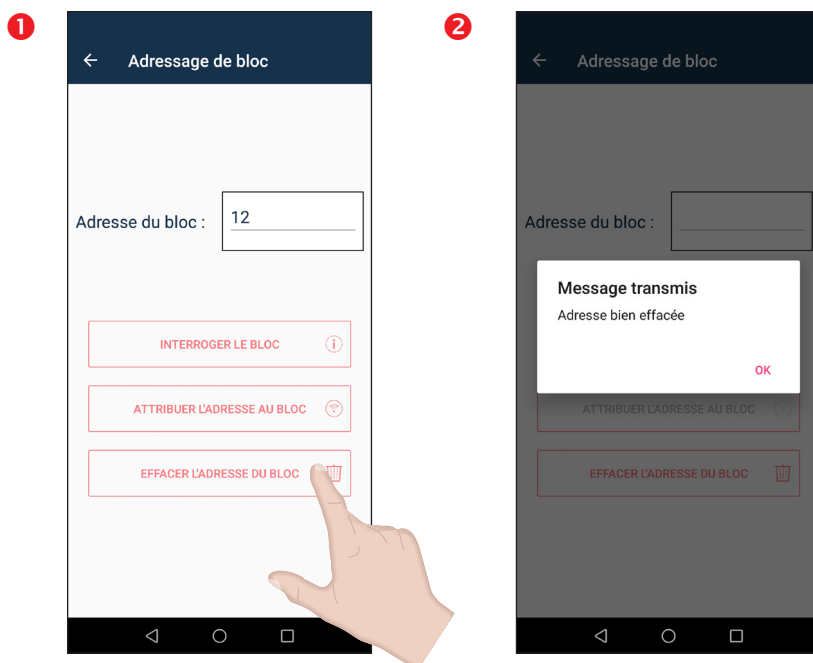 1
Adressage de bloc
Adresse du bloc : 12
INTERROGER LE BLOC
ATTRIBUER L'ADRESSE AU BLOC
EFFACER L'ADRESSE DU BLOC
2
Adressage de bloc
Adresse du bloc :
Message transmis
Adresse bien effacée
OK
ATTRIBUER L'ADRESSE AU BLOC
EFFACER L'ADRESSE DU BLOC